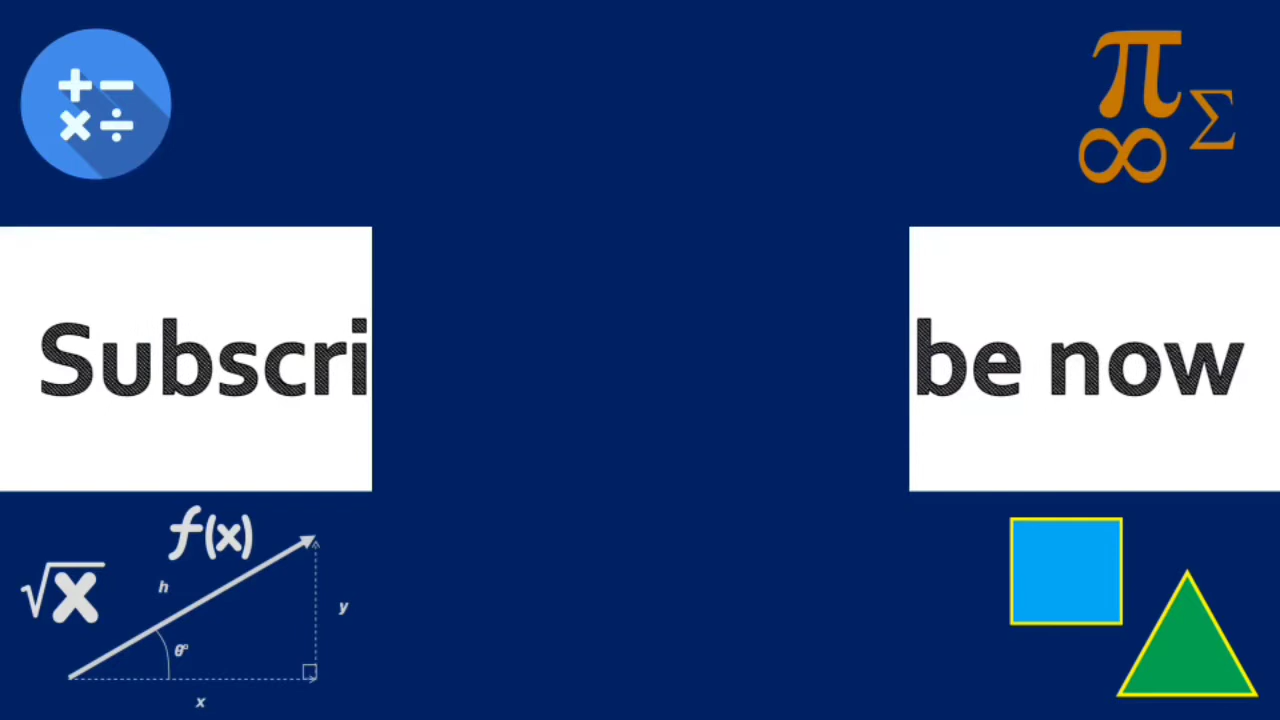 π
Σ
∞
Subscri be now
f(x)
√x
h
y
θ°
x